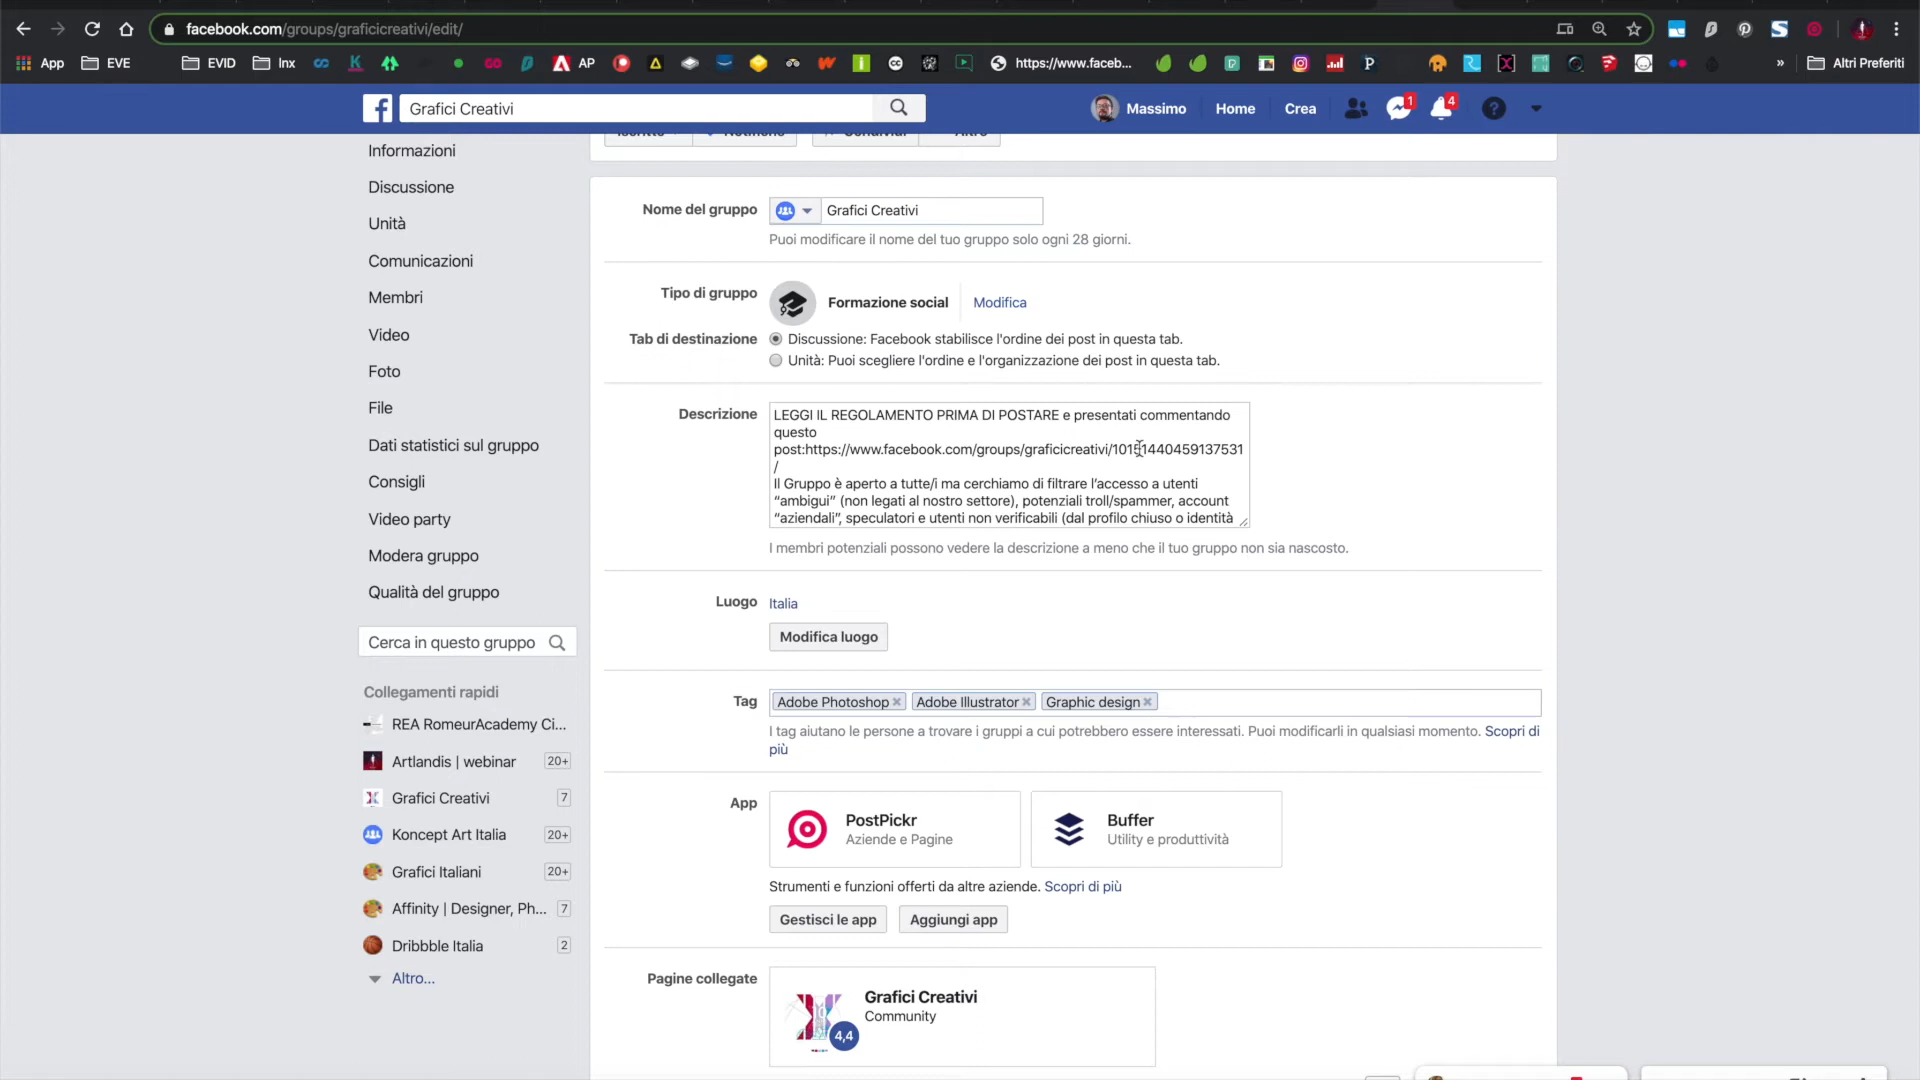 facebook.com/groups/graficicreativi/edit/
App
EVE
EVID
Inx
AP
https://www.faceb...
»
Altri Preferiti
Grafici Creativi
Massimo
Home
Crea
1
4
Informazioni
Discussione
Unità
Comunicazioni
Membri
Video
Foto
File
Dati statistici sul gruppo
Consigli
Video party
Modera gruppo
Qualità del gruppo
Cerca in questo gruppo
Collegamenti rapidi
REA RomeurAcademy Ci...
Artlandis | webinar 20+
Grafici Creativi 7
Koncept Art Italia 20+
Grafici Italiani 20+
Affinity | Designer, Ph... 7
Dribbble Italia 2
Altro...
Nome del gruppo
Grafici Creativi
Puoi modificare il nome del tuo gruppo solo ogni 28 giorni.
Tipo di gruppo
Formazione social
Modifica
Tab di destinazione
Discussione: Facebook stabilisce l'ordine dei post in questa tab.
Unità: Puoi scegliere l'ordine e l'organizzazione dei post in questa tab.
Descrizione
LEGGI IL REGOLAMENTO PRIMA DI POSTARE e presentati commentando
questo
post:https://www.facebook.com/groups/graficicreativi/10151440459137531
/
Il Gruppo è aperto a tutte/i ma cerchiamo di filtrare l'accesso a utenti
“ambigui” (non legati al nostro settore), potenziali troll/spammer, account
“aziendali”, speculatori e utenti non verificabili (dal profilo chiuso o identità
I membri potenziali possono vedere la descrizione a meno che il tuo gruppo non sia nascosto.
Luogo
Italia
Modifica luogo
Tag
Adobe Photoshop
Adobe Illustrator
Graphic design
I tag aiutano le persone a trovare i gruppi a cui potrebbero essere interessati. Puoi modificarli in qualsiasi momento. Scopri di
più
App
PostPickr
Aziende e Pagine
Buffer
Utility e produttività
Strumenti e funzioni offerti da altre aziende. Scopri di più
Gestisci le app
Aggiungi app
Pagine collegate
Grafici Creativi
Community
4,4